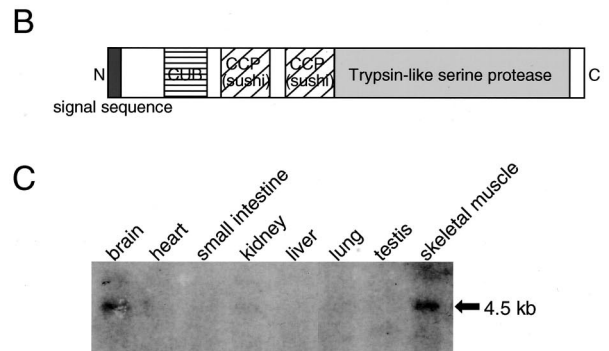 B
N CUB CCP (sushi) CCP (sushi) Trypsin-like serine protease C
signal sequence
C
brain heart small intestine kidney liver lung testis skeletal muscle
4.5 kb